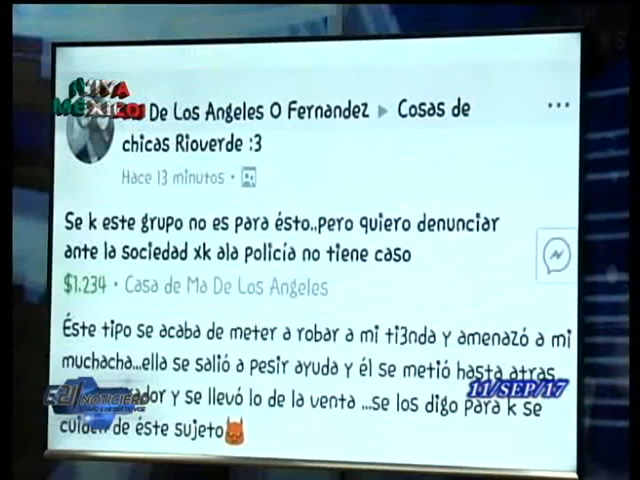 ¡VIVA MÉXICO!
De Los Angeles O Fernandez ▸ Cosas de
chicas Rioverde :3
Hace 13 minutos ·
Se k este grupo no es para ésto..pero quiero denunciar
ante la sociedad xk ala policía no tiene caso
$1.234 · Casa de Ma De Los Angeles
Éste tipo se acaba de meter a robar a mi ti3nda y amenazó a mi
muchacha...ella se salió a pesir ayuda y él se metió hasta atras
ador y se llevó lo de la venta ...se los digo para k se
cuiden de éste sujeto
NOTICIERO
11/SEP/17